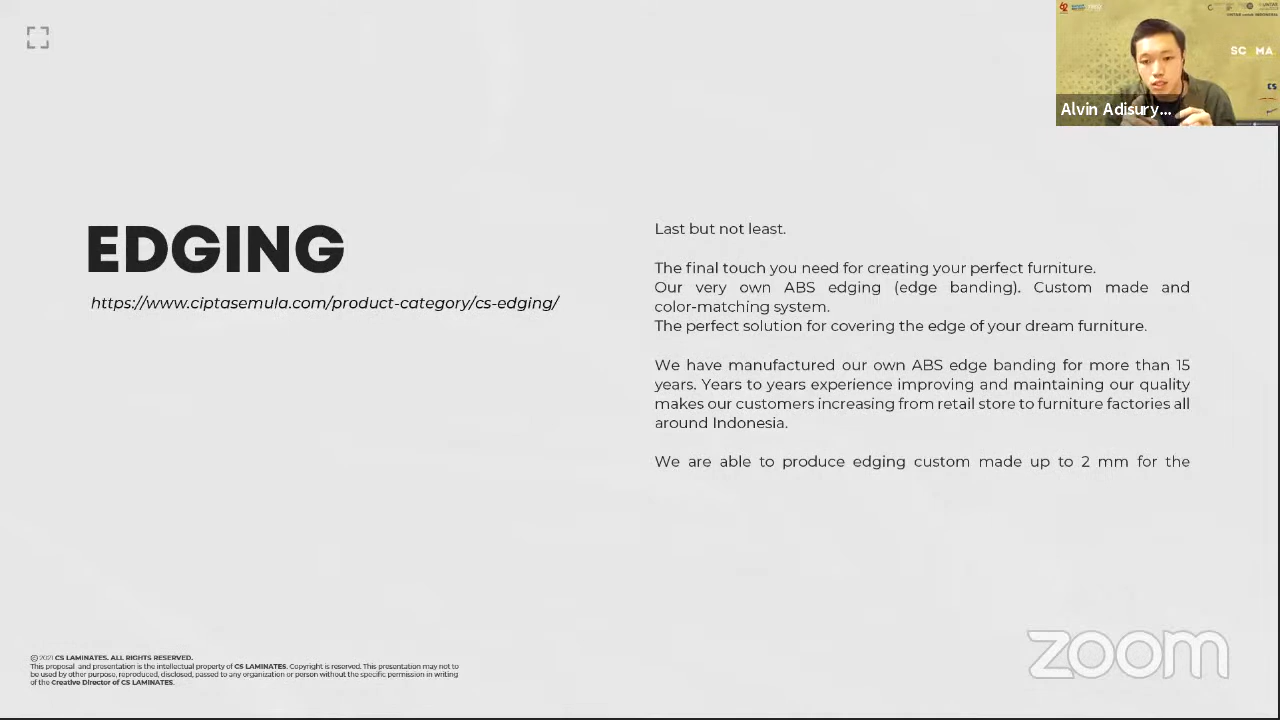 EDGING
https://www.ciptasemula.com/product-category/cs-edging/
Last but not least.
The final touch you need for creating your perfect furniture.
Our very own ABS edging (edge banding). Custom made and
color-matching system.
The perfect solution for covering the edge of your dream furniture.
We have manufactured our own ABS edge banding for more than 15
years. Years to years experience improving and maintaining our quality
makes our customers increasing from retail store to furniture factories all
around Indonesia.
We are able to produce edging custom made up to 2 mm for the
Alvin Adisury...
CS
© 2021 CS LAMINATES. ALL RIGHTS RESERVED.
This proposal and presentation is the intellectual property of CS LAMINATES. Copyright is reserved. This presentation may not to
be used by other purpose, reproduced, disclosed, passed to any organization or person without the specific permission in writing
of the Creative Director of CS LAMINATES.
zoom